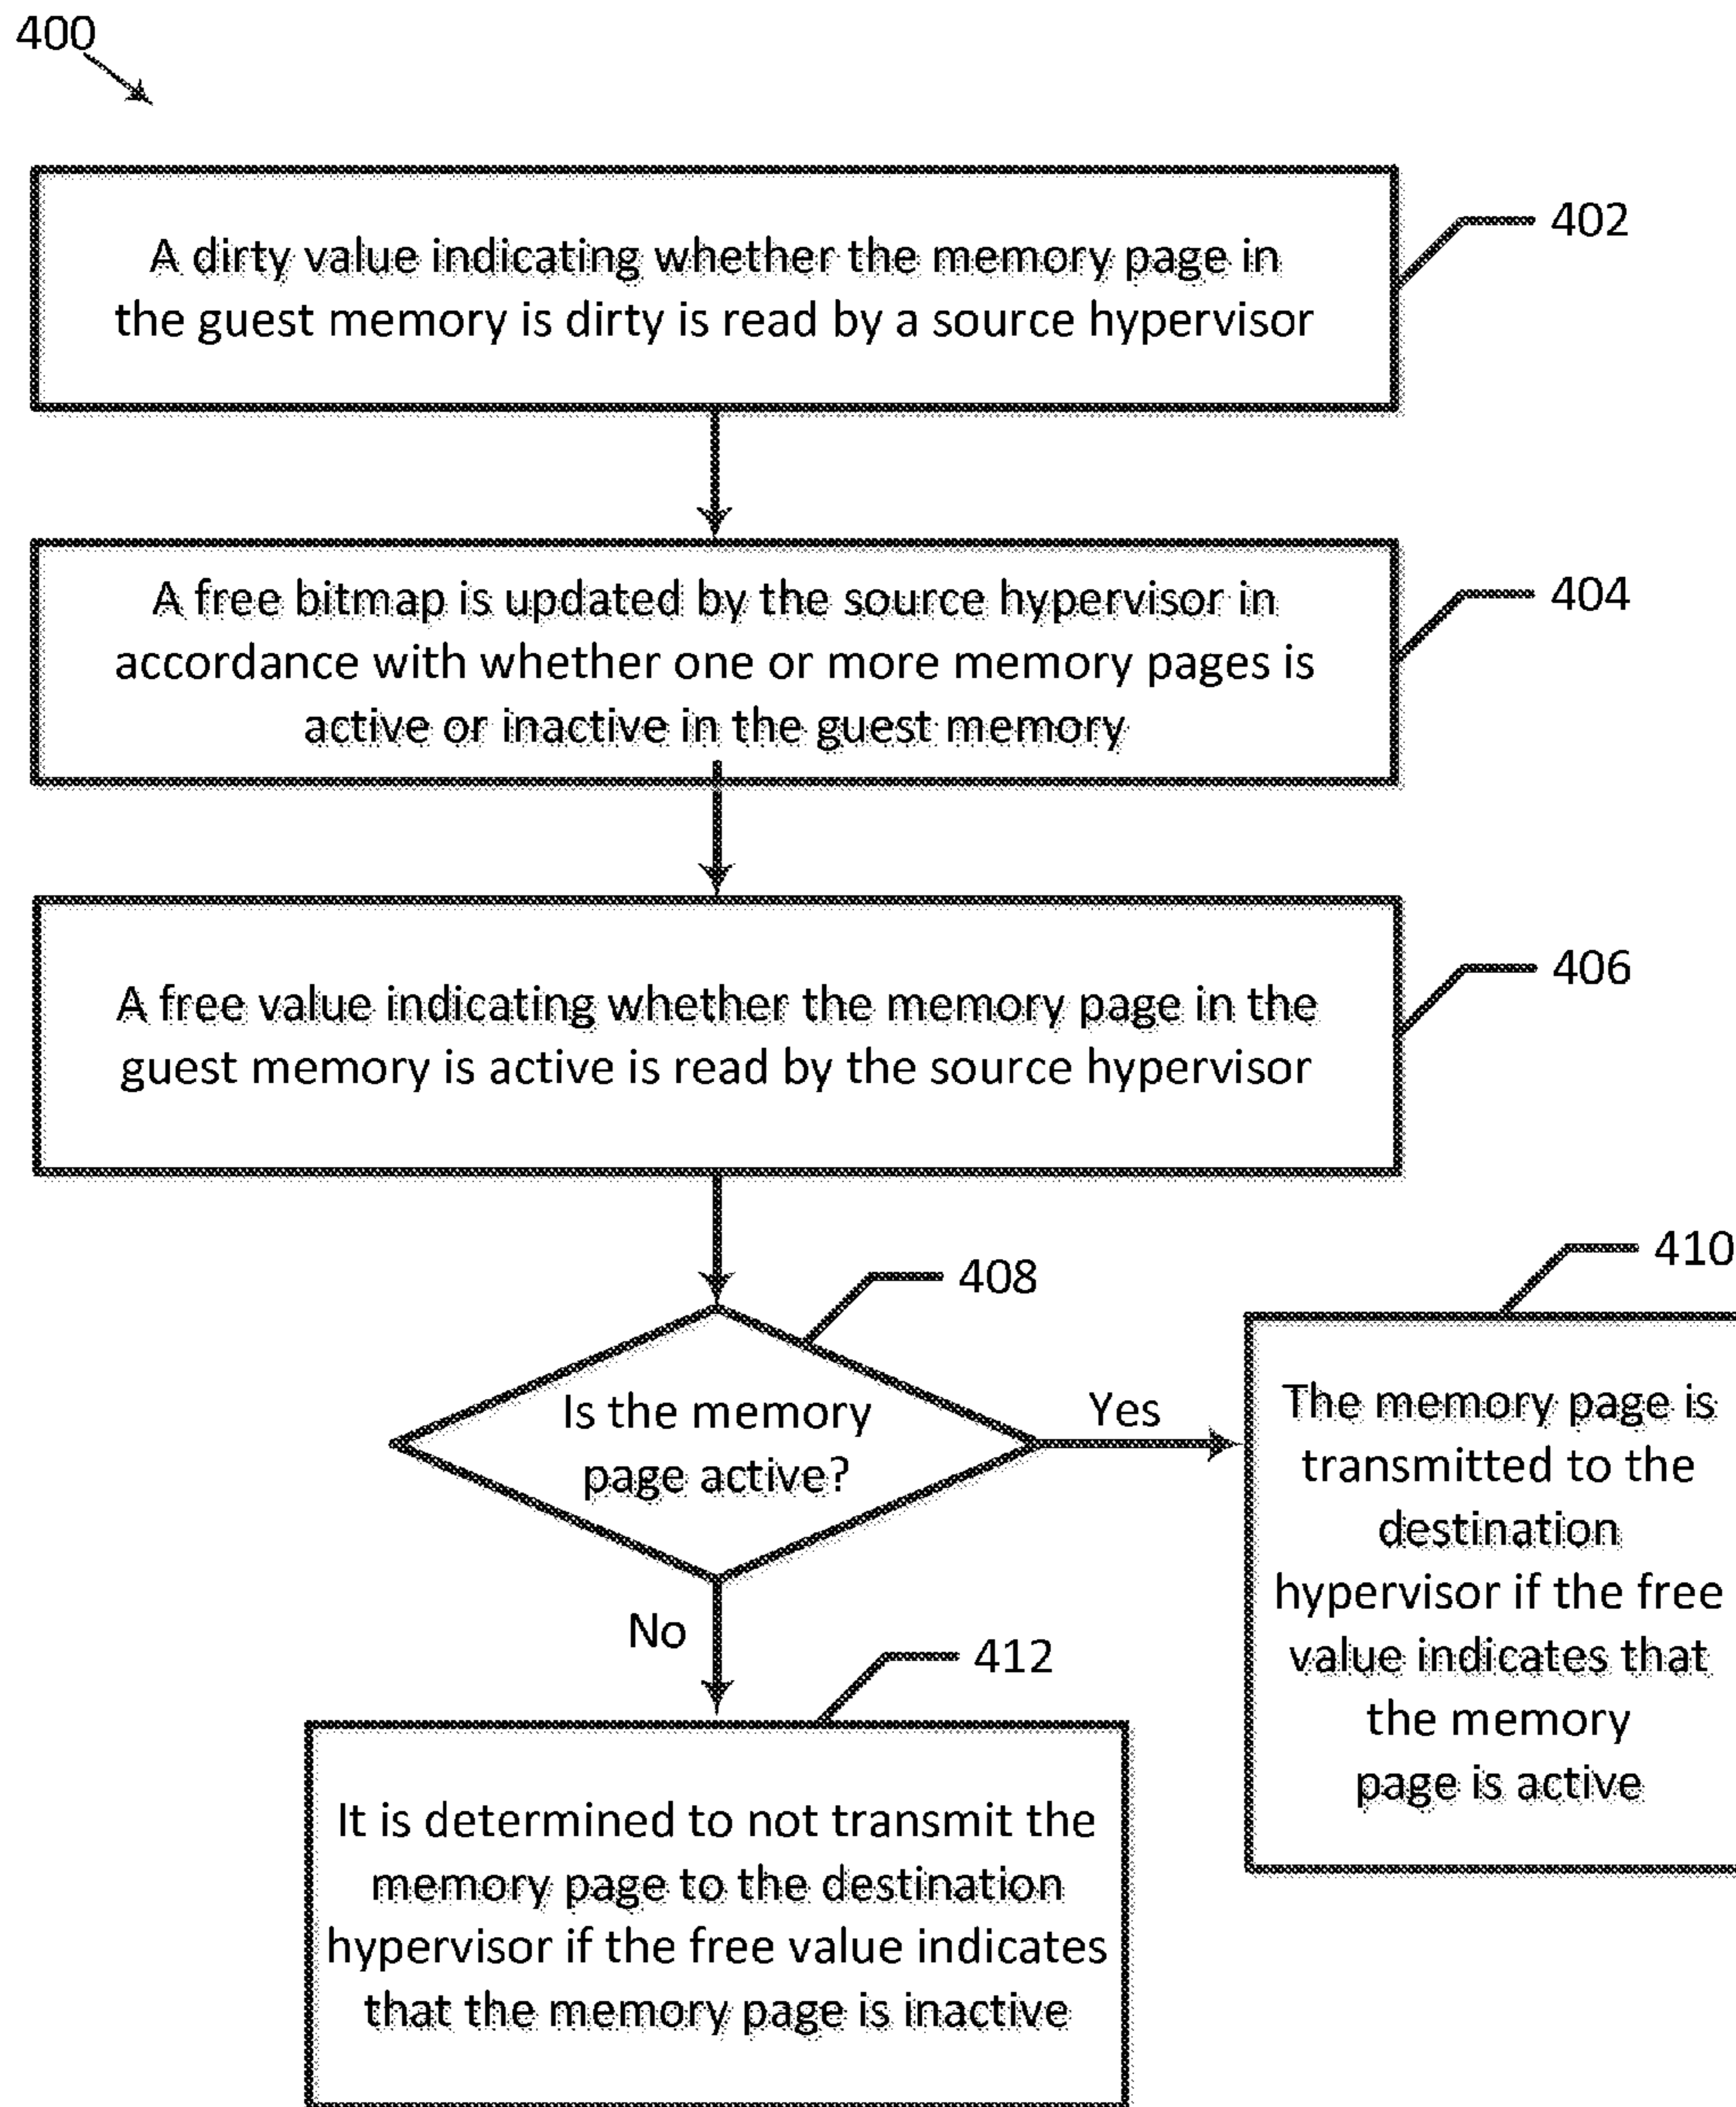 400
A dirty value indicating whether the memory page in
the guest memory is dirty is read by a source hypervisor
402
A free bitmap is updated by the source hypervisor in
accordance with whether one or more memory pages is
active or inactive in the guest memory
404
A free value indicating whether the memory page in the
guest memory is active is read by the source hypervisor
406
408
Is the memory
page active?
Yes
410
The memory page is
transmitted to the
destination
hypervisor if the free
value indicates that
the memory
page is active
No
412
It is determined to not transmit the
memory page to the destination
hypervisor if the free value indicates
that the memory page is inactive